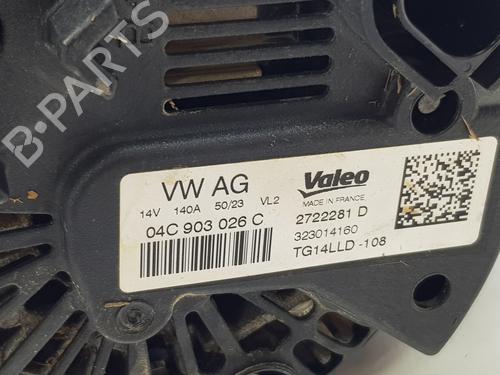 B-PARTS
VW AG
14V 140A 50/23 VL2
04C 903 026 C
Valeo
MADE IN FRANCE
2722281 D
323014160
TG14LLD -108